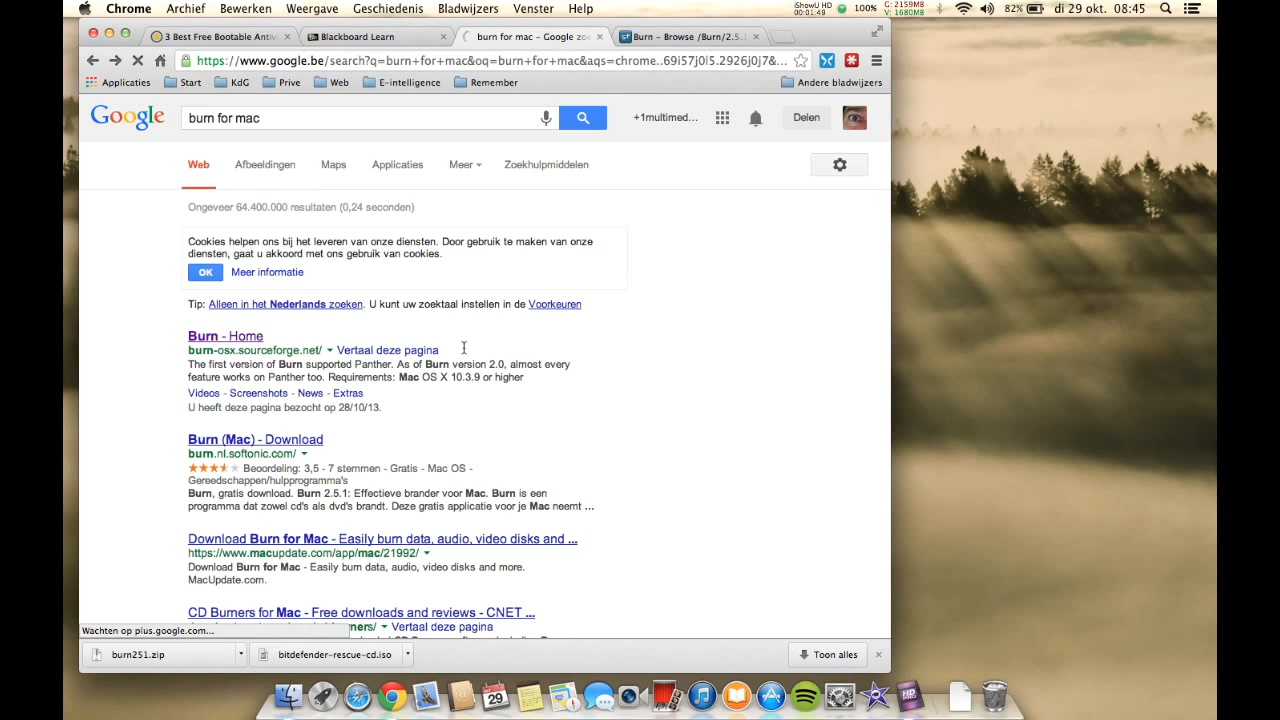 Chrome Archief Bewerken Weergave Geschiedenis Bladwijzers Venster Help
iShowU HD 00:01:49 100% G: 2159MB V: 1680MB 82% di 29 okt. 08:45
3 Best Free Bootable Antiv
Blackboard Learn
burn for mac – Google zoe
Burn – Browse /Burn/2.5.1
https://www.google.be/search?q=burn+for+mac&oq=burn+for+mac&aqs=chrome..69i57j0l5.2926j0j7&...
Applicaties Start KdG Prive Web E-intelligence Remember Andere bladwijzers
Google burn for mac +1multimed... Delen
Web Afbeeldingen Maps Applicaties Meer Zoekhulpmiddelen
Ongeveer 64.400.000 resultaten (0,24 seconden)
Cookies helpen ons bij het leveren van onze diensten. Door gebruik te maken van onze
diensten, gaat u akkoord met ons gebruik van cookies.
OK Meer informatie
Tip: Alleen in het Nederlands zoeken. U kunt uw zoektaal instellen in de Voorkeuren
Burn - Home
burn-osx.sourceforge.net/ Vertaal deze pagina
The first version of Burn supported Panther. As of Burn version 2.0, almost every
feature works on Panther too. Requirements: Mac OS X 10.3.9 or higher
Videos - Screenshots - News - Extras
U heeft deze pagina bezocht op 28/10/13.
Burn (Mac) - Download
burn.nl.softonic.com/
Beoordeling: 3,5 - 7 stemmen - Gratis - Mac OS -
Gereedschappen/hulpprogramma's
Burn, gratis download. Burn 2.5.1: Effectieve brander voor Mac. Burn is een
programma dat zowel cd's als dvd's brandt. Deze gratis applicatie voor je Mac neemt ...
Download Burn for Mac - Easily burn data, audio, video disks and ...
https://www.macupdate.com/app/mac/21992/
Download Burn for Mac - Easily burn data, audio, video disks and more.
MacUpdate.com.
CD Burners for Mac - Free downloads and reviews - CNET ...
ners/ Vertaal deze pagina
Wachten op plus.google.com...
burn251.zip bitdefender-rescue-cd.iso Toon alles
29
HP